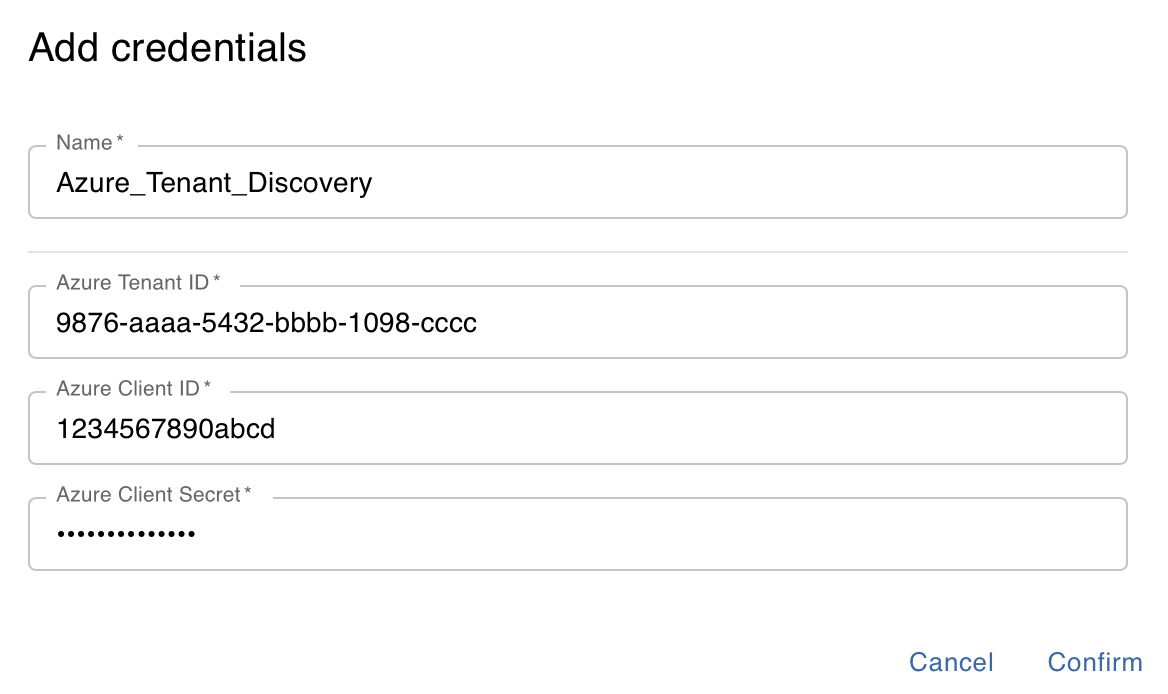 Add credentials
Name *
Azure_Tenant_Discovery
Azure Tenant ID *
9876-aaaa-5432-bbbb-1098-cccc
Azure Client ID *
1234567890abcd
Azure Client Secret *
••••••••••••••
Cancel Confirm